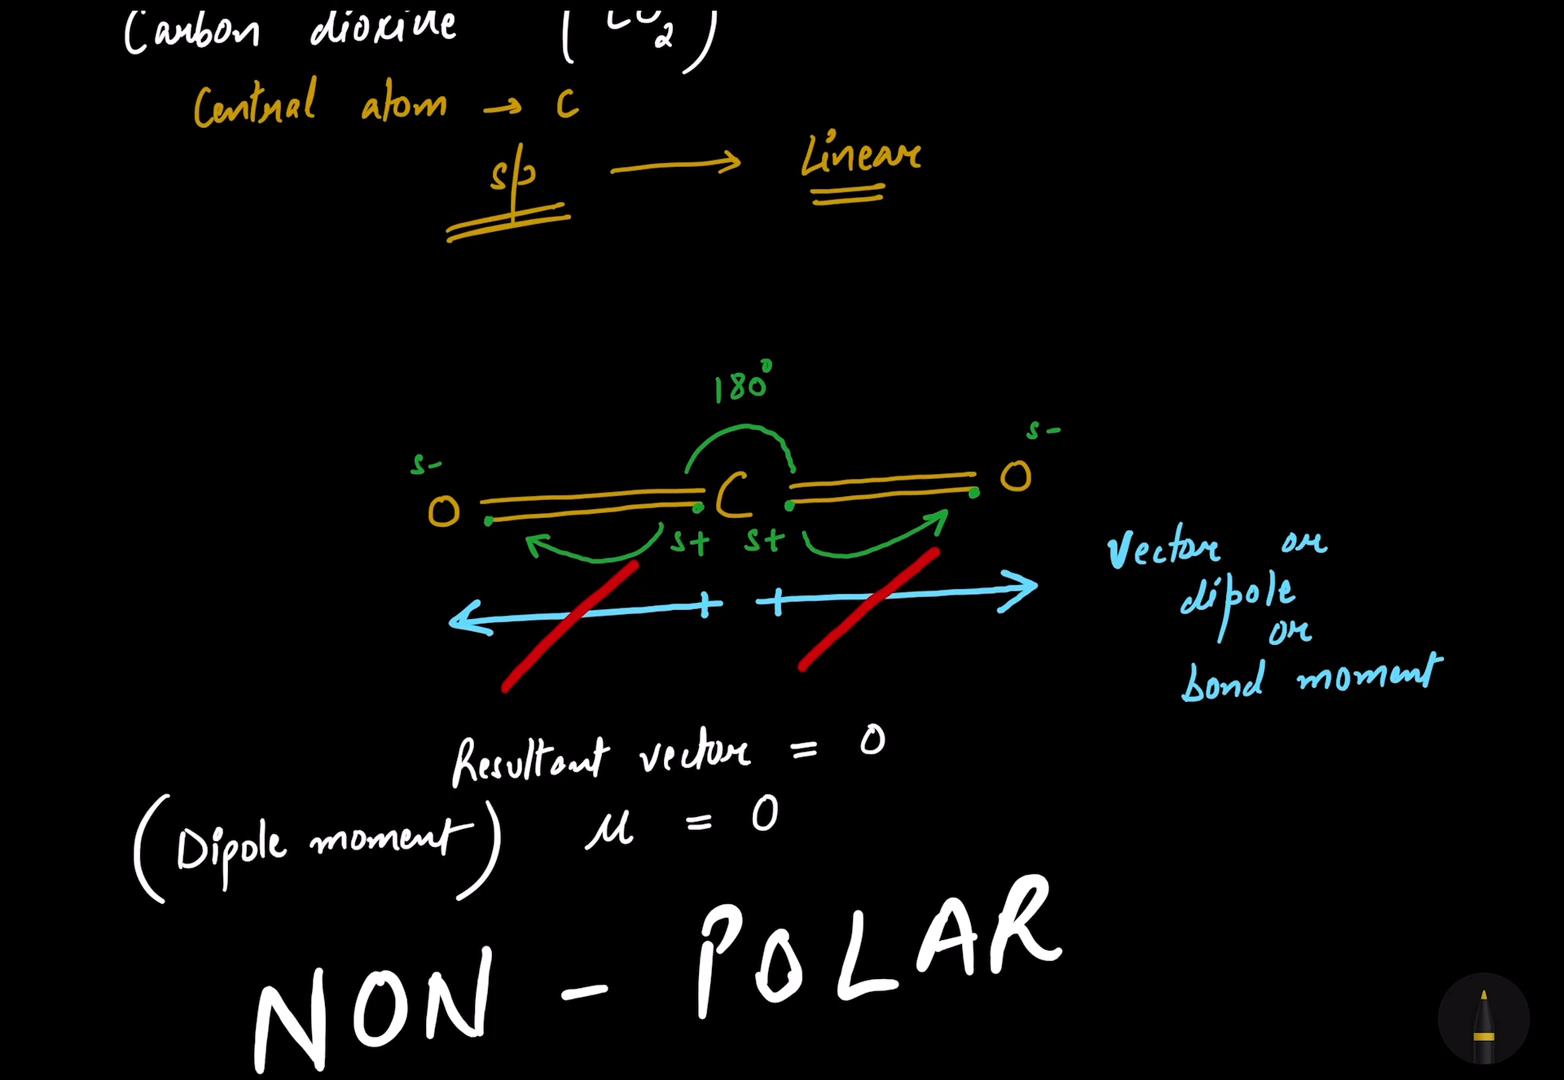 Carbon dioxide (CO2)
Central atom → C
sp → Linear
180°
s- s-
O C O
s+ s+
Vector or
dipole
or
bond moment
Resultant vector = 0
(Dipole moment) μ = 0
NON - POLAR